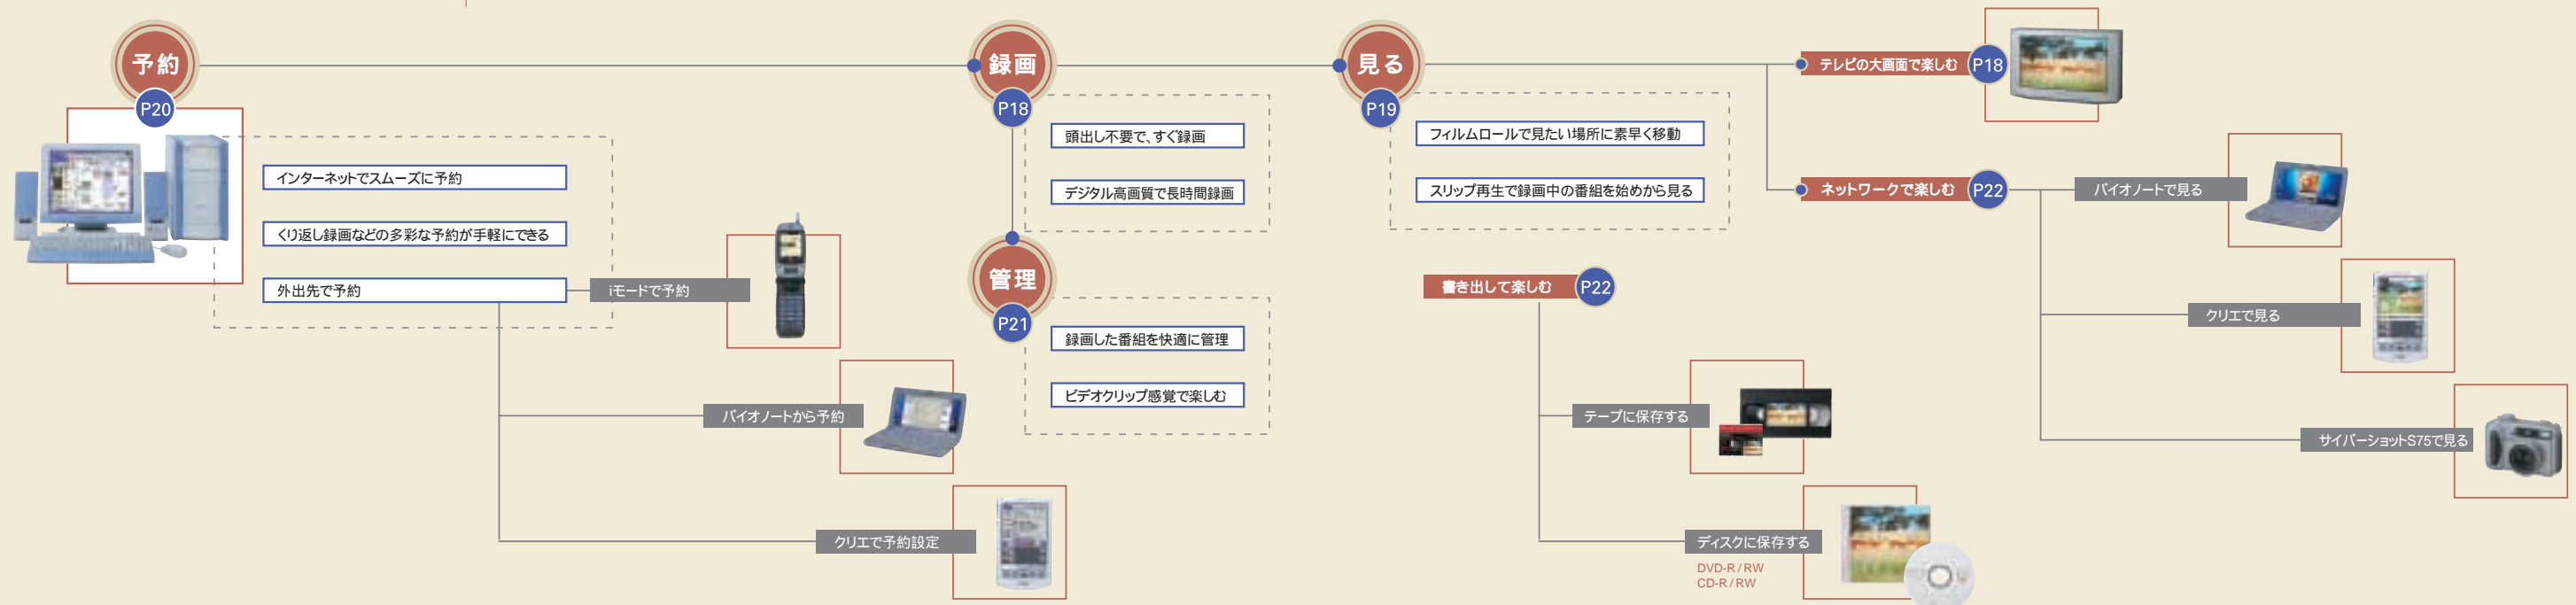 予約
P20
インターネットでスムーズに予約
くり返し録画などの多彩な予約が手軽にできる
外出先で予約
iモードで予約
バイオノートから予約
クリエで予約設定
録画
P18
頭出し不要で、すぐ録画
デジタル高画質で長時間録画
管理
P21
録画した番組を快適に管理
ビデオクリップ感覚で楽しむ
見る
P19
フィルムロールで見たい場所に素早く移動
スリップ再生で録画中の番組を始めから見る
テレビの大画面で楽しむ
P18
ネットワークで楽しむ
P22
バイオノートで見る
クリエで見る
サイバーショットS75で見る
書き出して楽しむ
P22
テープに保存する
ディスクに保存する
DVD-R / RW
CD-R / RW